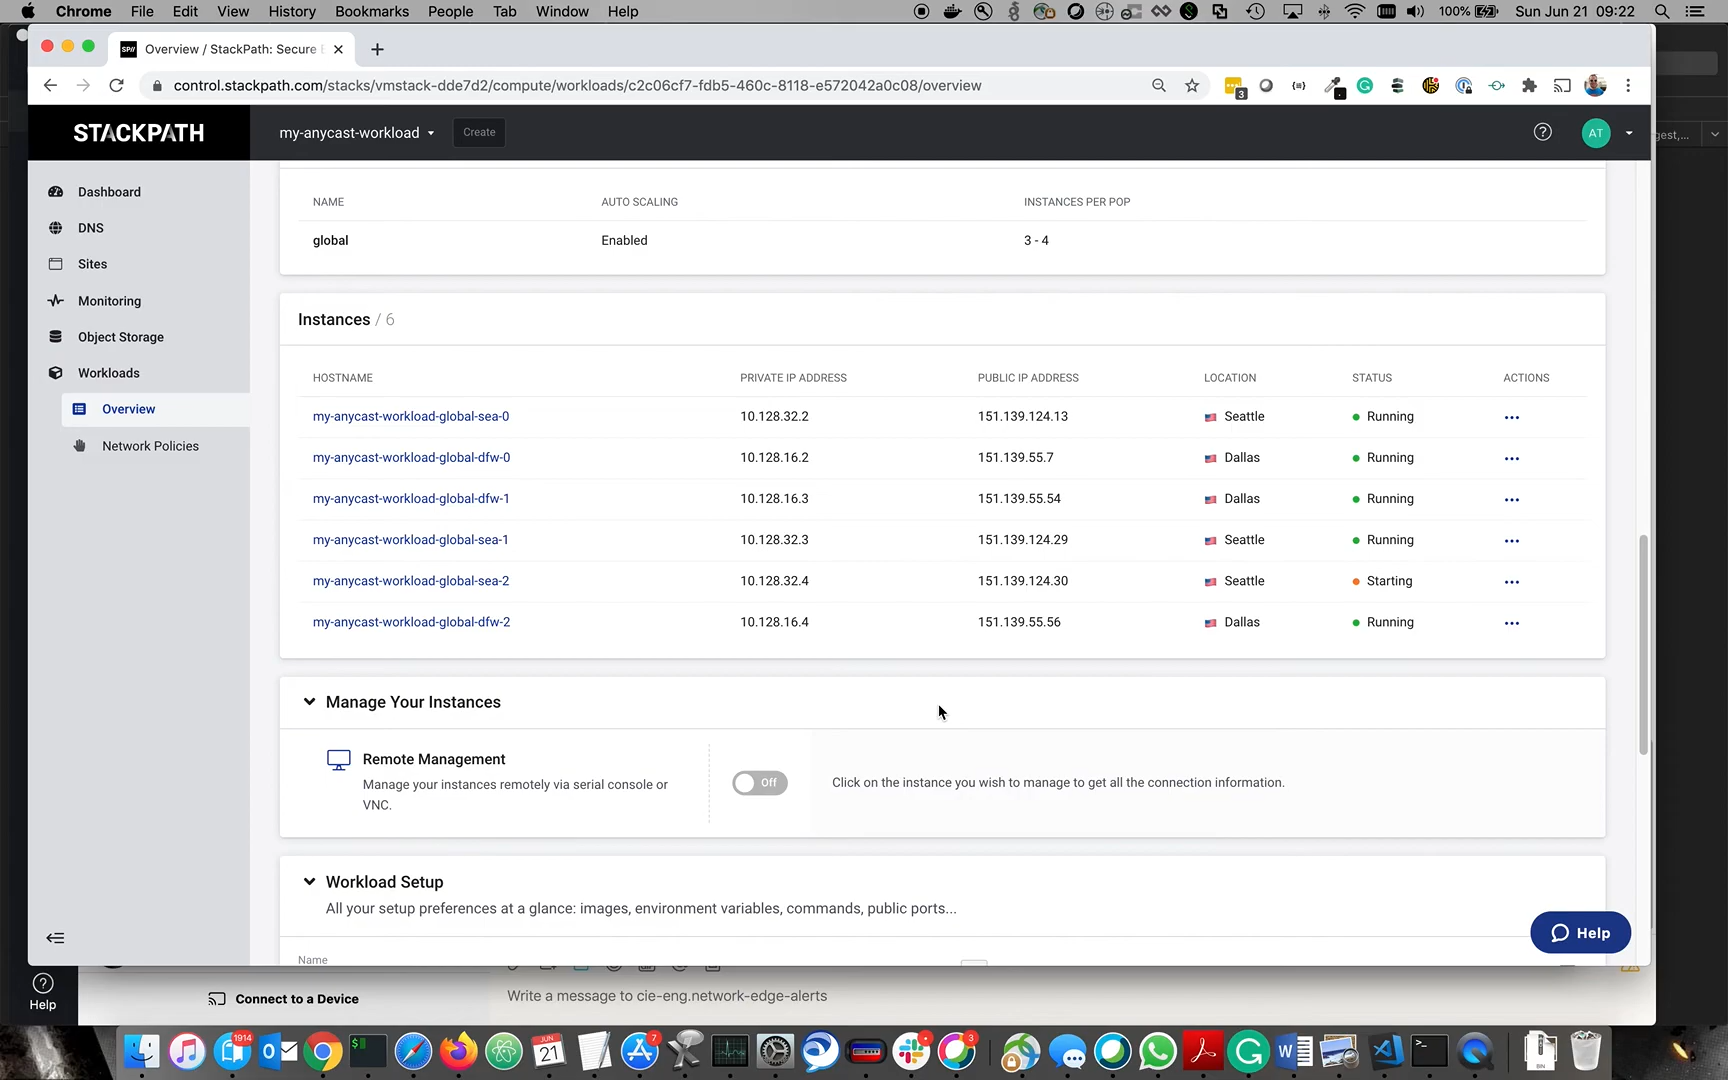 Chrome File Edit View History Bookmarks People Tab Window Help 100% Sun Jun 21 09:22
Overview / StackPath: Secure E
control.stackpath.com/stacks/vmstack-dde7d2/compute/workloads/c2c06cf7-fdb5-460c-8118-e572042a0c08/overview
STACKPATH my-anycast-workload Create AT
gest,...
Dashboard
DNS
Sites
Monitoring
Object Storage
Workloads
Overview
Network Policies
NAME AUTO SCALING INSTANCES PER POP
global Enabled 3 - 4
Instances / 6
HOSTNAME PRIVATE IP ADDRESS PUBLIC IP ADDRESS LOCATION STATUS ACTIONS
my-anycast-workload-global-sea-0 10.128.32.2 151.139.124.13 Seattle Running
my-anycast-workload-global-dfw-0 10.128.16.2 151.139.55.7 Dallas Running
my-anycast-workload-global-dfw-1 10.128.16.3 151.139.55.54 Dallas Running
my-anycast-workload-global-sea-1 10.128.32.3 151.139.124.29 Seattle Running
my-anycast-workload-global-sea-2 10.128.32.4 151.139.124.30 Seattle Starting
my-anycast-workload-global-dfw-2 10.128.16.4 151.139.55.56 Dallas Running
Manage Your Instances
Remote Management
Manage your instances remotely via serial console or
VNC.
Off
Click on the instance you wish to manage to get all the connection information.
Workload Setup
All your setup preferences at a glance: images, environment variables, commands, public ports...
Name
Help
Help
Connect to a Device
Write a message to cie-eng.network-edge-alerts
1914
JUN
21
7
3